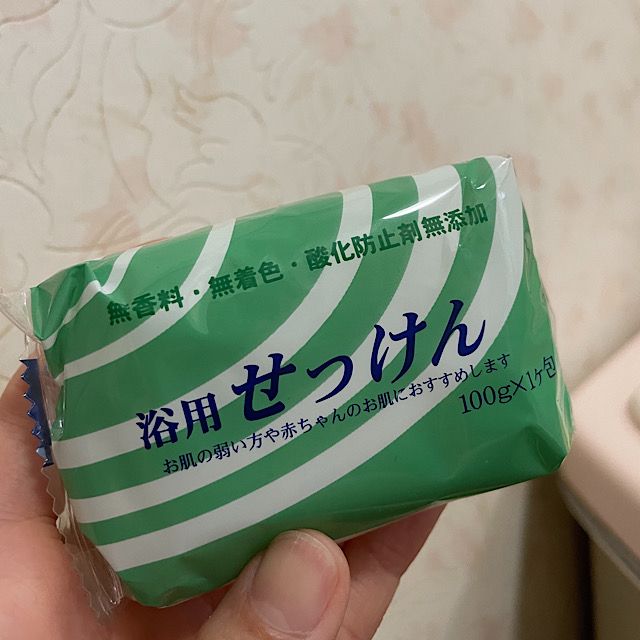 無香料・無着色・酸化防止剤無添加
浴用せっけん
お肌の弱い方や赤ちゃんのお肌におすすめします
100g×1ヶ包